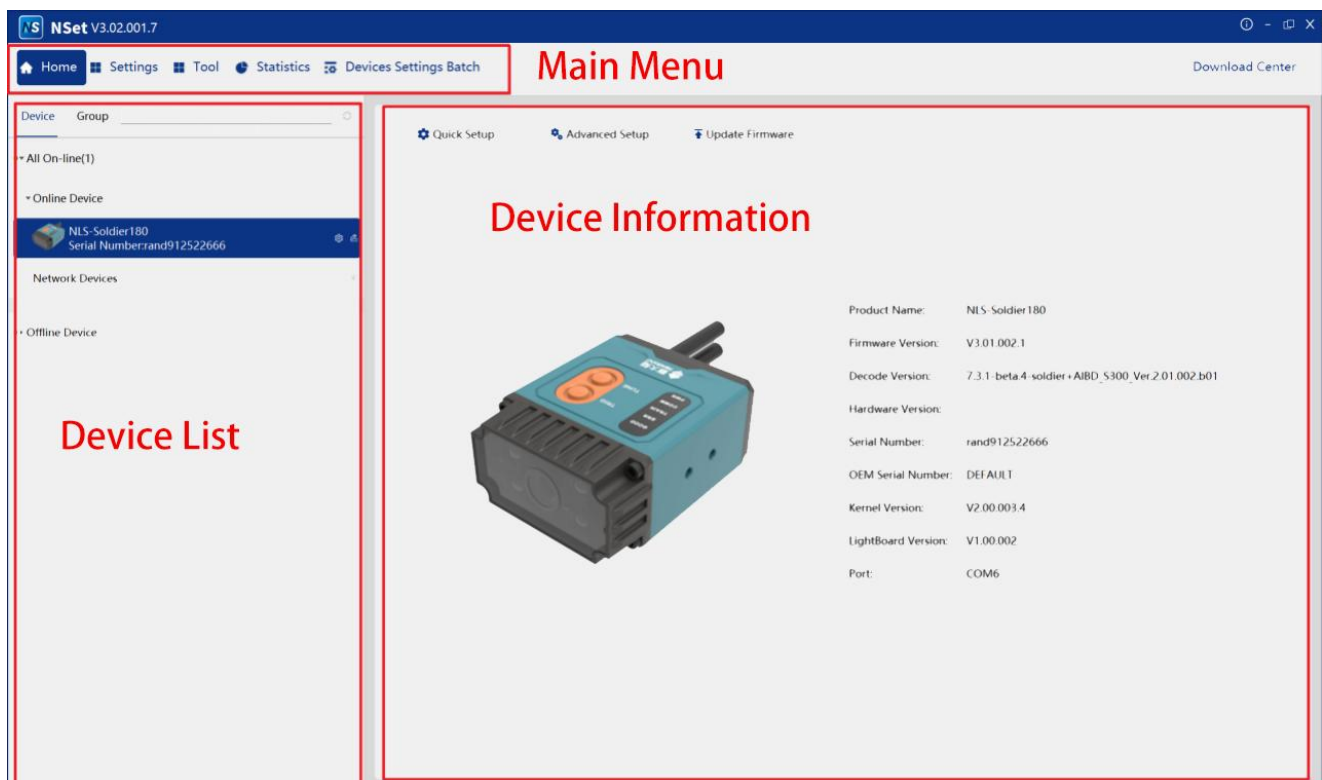 NS NSet V3.02.001.7
Home Settings Tool Statistics Devices Settings Batch
Main Menu
Download Center
Device Group
All On-line(1)
Online Device
NLS-Soldier180
Serial Number:rand912522666
Network Devices
Offline Device
Device List
Quick Setup Advanced Setup Update Firmware
Device Information
Product Name: NLS-Soldier180
Firmware Version: V3.01.002.1
Decode Version: 7.3.1-beta.4-soldier+AIBD_S300_Ver.2.01.002.b01
Hardware Version:
Serial Number: rand912522666
OEM Serial Number: DEFAULT
Kernel Version: V2.00.003.4
LightBoard Version: V1.00.002
Port: COM6